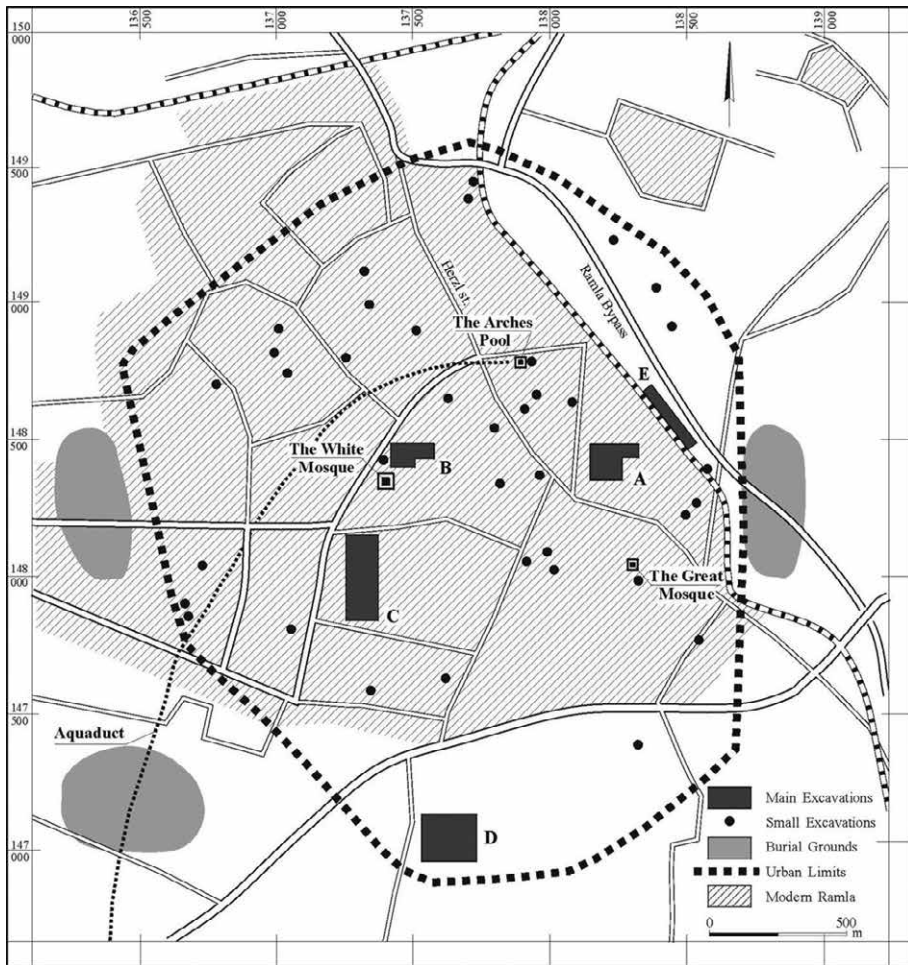 136
500
137
000
137
500
138
000
138
500
139
000
150
000
149
500
149
000
148
500
148
000
147
500
147
000
Herzl st.
Ramla Bypass
The Arches
Pool
E
The White
Mosque
B
A
C
The Great
Mosque
Aquaduct
D
Main Excavations
Small Excavations
Burial Grounds
Urban Limits
Modern Ramla
0 500
m